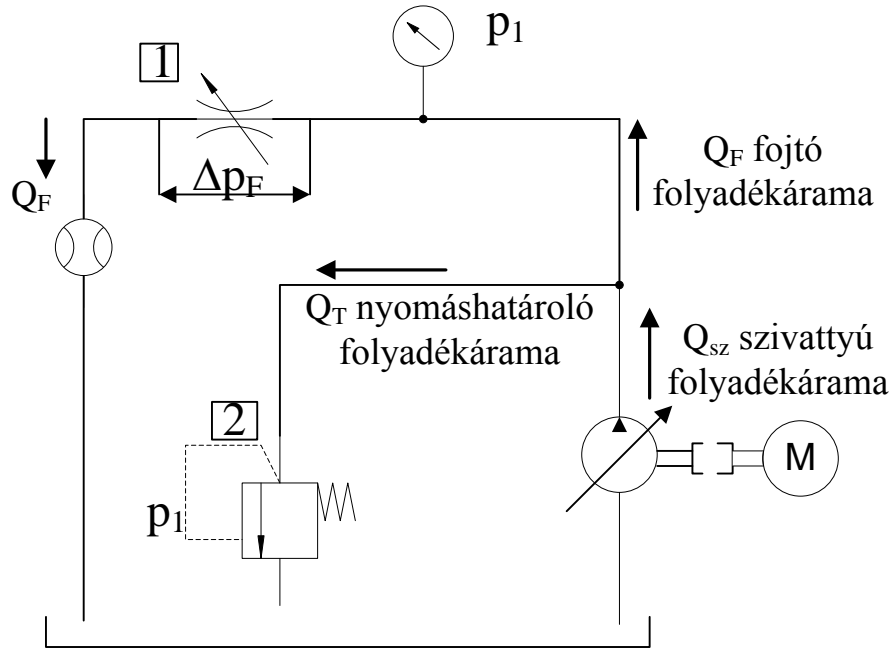 p1
1
ΔpF
QF
QF fojtó
folyadékárama
QT nyomáshatároló
folyadékárama
Qsz szivattyú
folyadékárama
2
M
p1